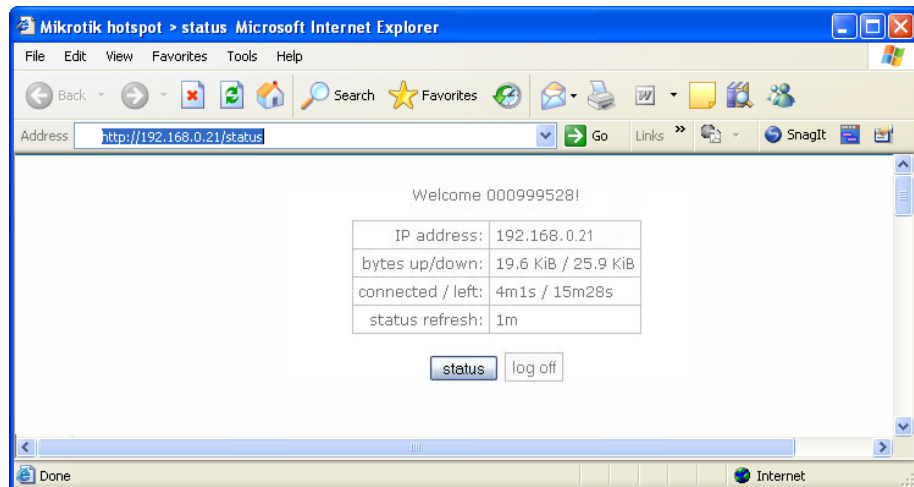 Mikrotik hotspot > status Microsoft Internet Explorer
File Edit View Favorites Tools Help
Back Search Favorites
Address http://192.168.0.21/status Go Links » SnagIt
Welcome 000999528!
IP address: 192.168.0.21
bytes up/down: 19.6 KiB / 25.9 KiB
connected / left: 4m1s / 15m28s
status refresh: 1m
status log off
Done Internet